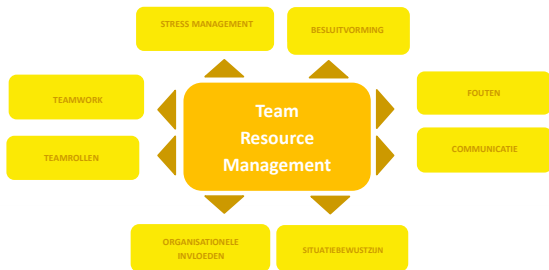 STRESS MANAGEMENT
BESLUITVORMING
TEAMWORK
FOUTEN
Team
Resource
Management
TEAMROLLEN
COMMUNICATIE
ORGANISATIONELE
INVLOEDEN
SITUATIEBEWUSTZIJN